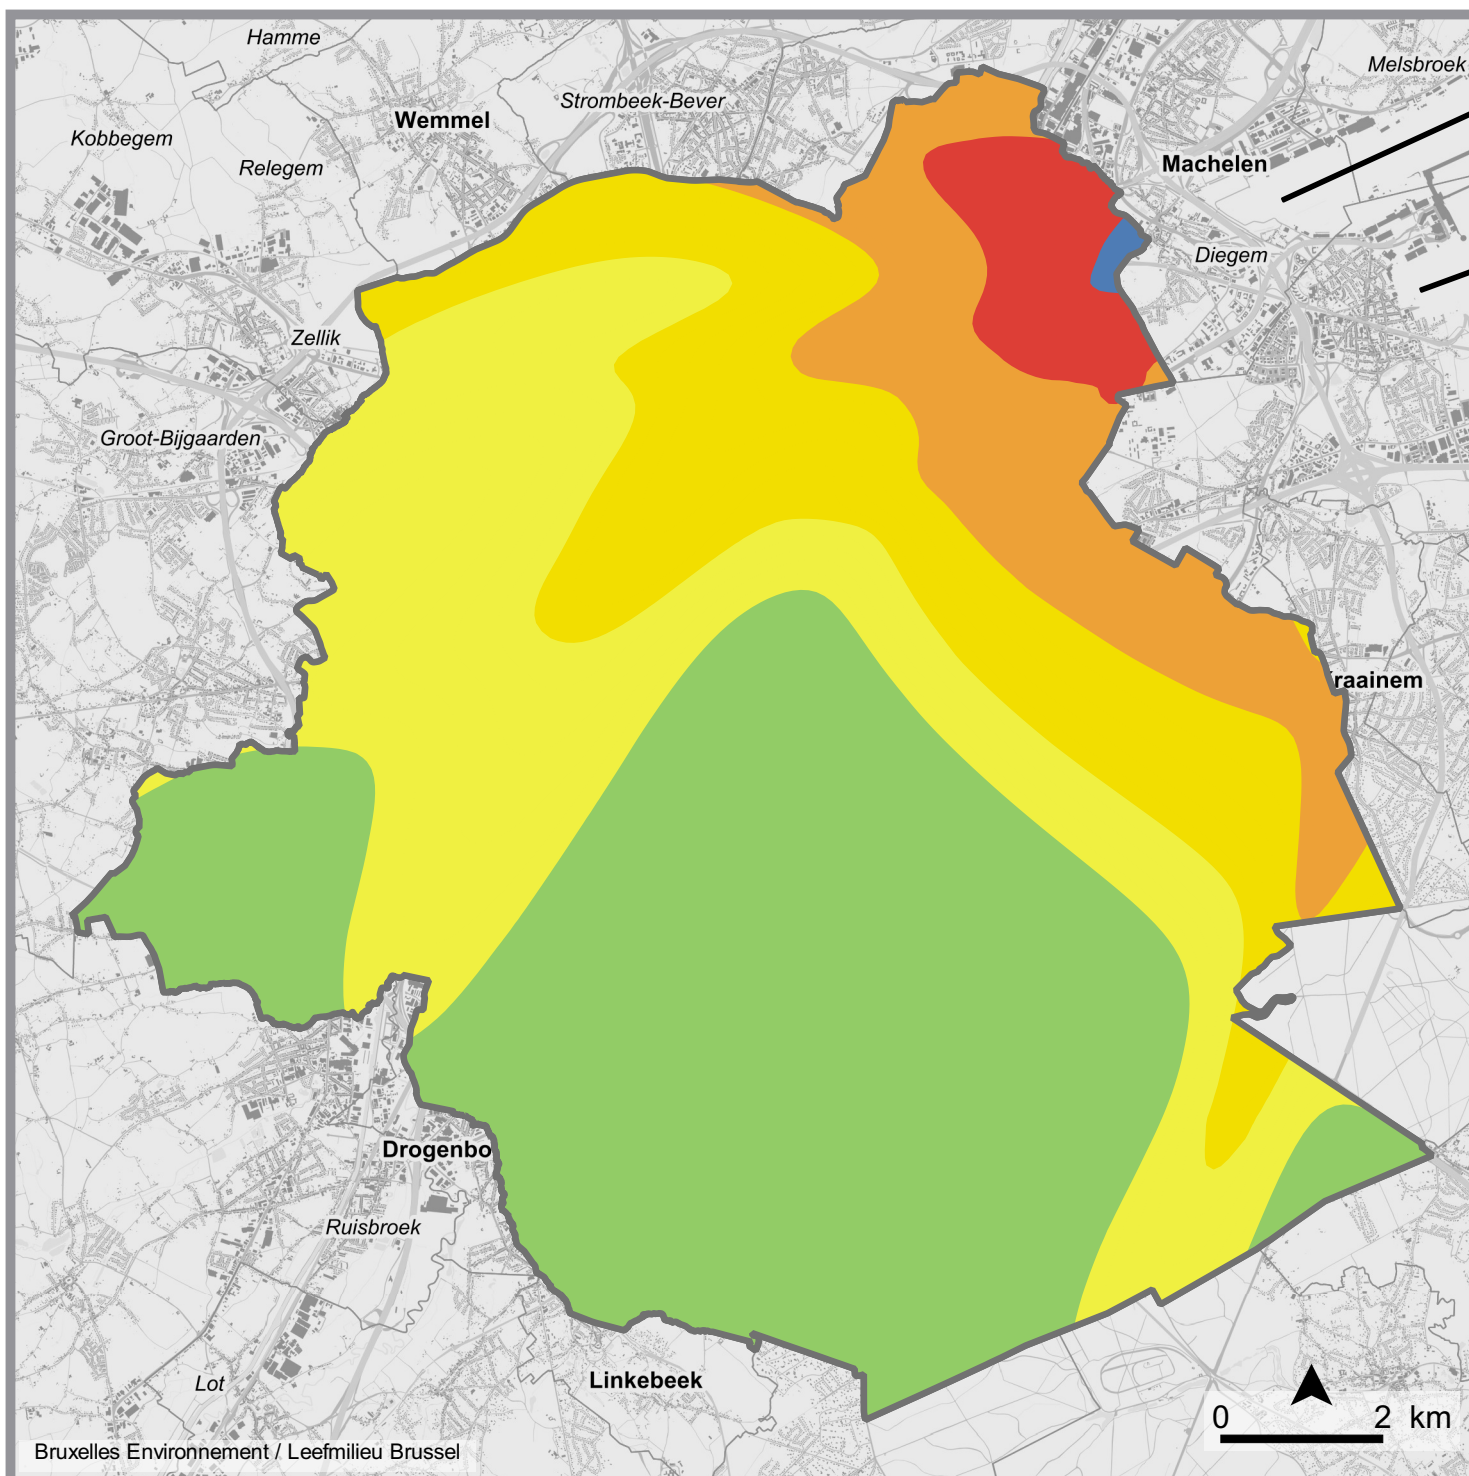 Hamme
Melsbroek
Strombeek-Bever
Wemmel
Kobbegem
Relegem
Machelen
Diegem
Zellik
Groot-Bijgaarden
raainem
Drogenbo
Ruisbroek
Linkebeek
Lot
0 2 km
Bruxelles Environnement / Leefmilieu Brussel